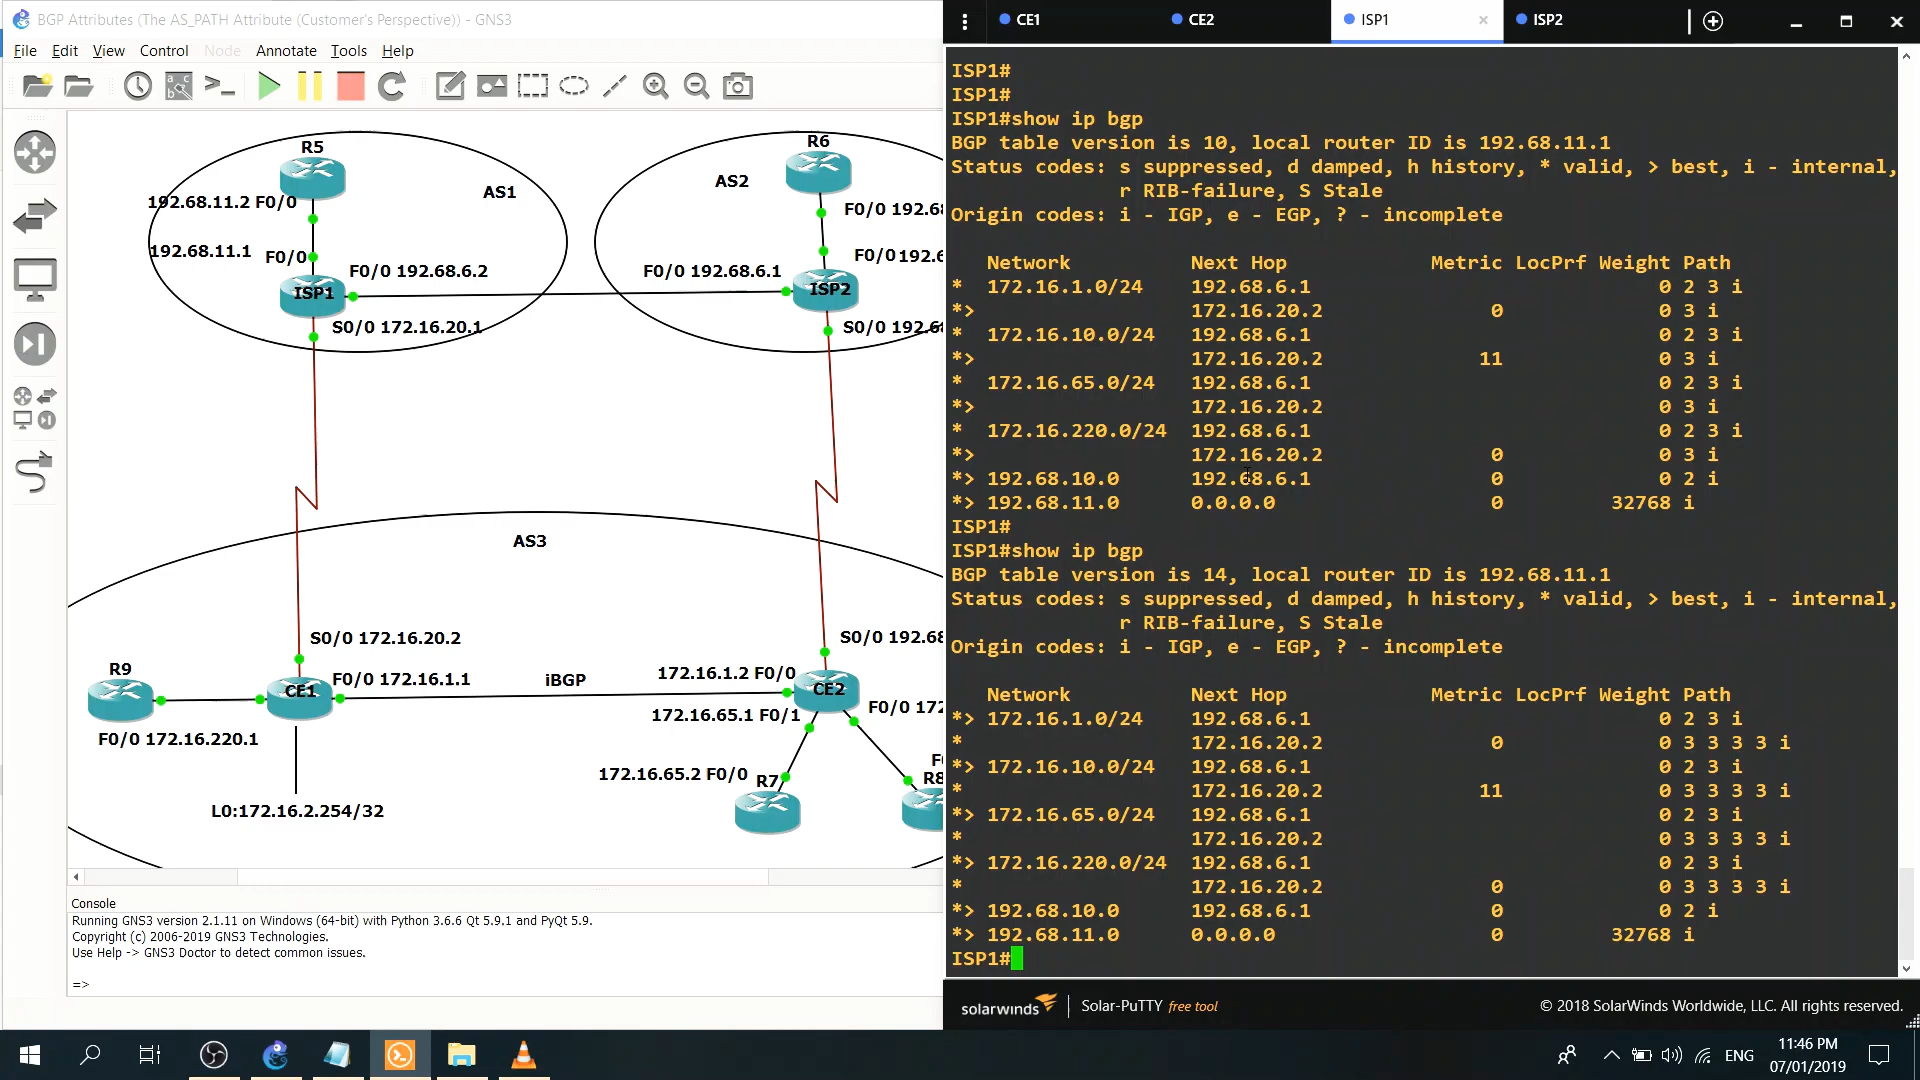 BGP Attributes (The AS_PATH Attribute (Customer's Perspective)) - GNS3
File Edit View Control Node Annotate Tools Help
R5
AS1
192.68.11.2 F0/0
192.68.11.1 F0/0
F0/0 192.68.6.2
ISP1
S0/0 172.16.20.1
R6
AS2
F0/0 192.6
F0/0 192.6
F0/0 192.68.6.1
ISP2
S0/0 192.6
AS3
S0/0 172.16.20.2
S0/0 192.68
R9
CE1
F0/0 172.16.1.1
iBGP
172.16.1.2 F0/0
CE2
172.16.65.1 F0/1
F0/0 172
F0/0 172.16.220.1
172.16.65.2 F0/0
R7
R8
L0:172.16.2.254/32
Console
Running GNS3 version 2.1.11 on Windows (64-bit) with Python 3.6.6 Qt 5.9.1 and PyQt 5.9.
Copyright (c) 2006-2019 GNS3 Technologies.
Use Help -> GNS3 Doctor to detect common issues.
=>
CE1 CE2 ISP1 ISP2
ISP1#
ISP1#
ISP1#show ip bgp
BGP table version is 10, local router ID is 192.68.11.1
Status codes: s suppressed, d damped, h history, * valid, > best, i - internal,
r RIB-failure, S Stale
Origin codes: i - IGP, e - EGP, ? - incomplete
Network Next Hop Metric LocPrf Weight Path
* 172.16.1.0/24 192.68.6.1 0 2 3 i
*> 172.16.20.2 0 0 3 i
* 172.16.10.0/24 192.68.6.1 0 2 3 i
*> 172.16.20.2 11 0 3 i
* 172.16.65.0/24 192.68.6.1 0 2 3 i
*> 172.16.20.2 0 3 i
* 172.16.220.0/24 192.68.6.1 0 2 3 i
*> 172.16.20.2 0 0 3 i
*> 192.68.10.0 192.68.6.1 0 0 2 i
*> 192.68.11.0 0.0.0.0 0 32768 i
ISP1#
ISP1#show ip bgp
BGP table version is 14, local router ID is 192.68.11.1
Status codes: s suppressed, d damped, h history, * valid, > best, i - internal,
r RIB-failure, S Stale
Origin codes: i - IGP, e - EGP, ? - incomplete
Network Next Hop Metric LocPrf Weight Path
*> 172.16.1.0/24 192.68.6.1 0 2 3 i
* 172.16.20.2 0 0 3 3 3 3 i
*> 172.16.10.0/24 192.68.6.1 0 2 3 i
* 172.16.20.2 11 0 3 3 3 3 i
*> 172.16.65.0/24 192.68.6.1 0 2 3 i
* 172.16.20.2 0 3 3 3 3 i
*> 172.16.220.0/24 192.68.6.1 0 2 3 i
* 172.16.20.2 0 0 3 3 3 3 i
*> 192.68.10.0 192.68.6.1 0 0 2 i
*> 192.68.11.0 0.0.0.0 0 32768 i
ISP1#
solarwinds | Solar-PuTTY free tool
© 2018 SolarWinds Worldwide, LLC. All rights reserved.
ENG
11:46 PM
07/01/2019